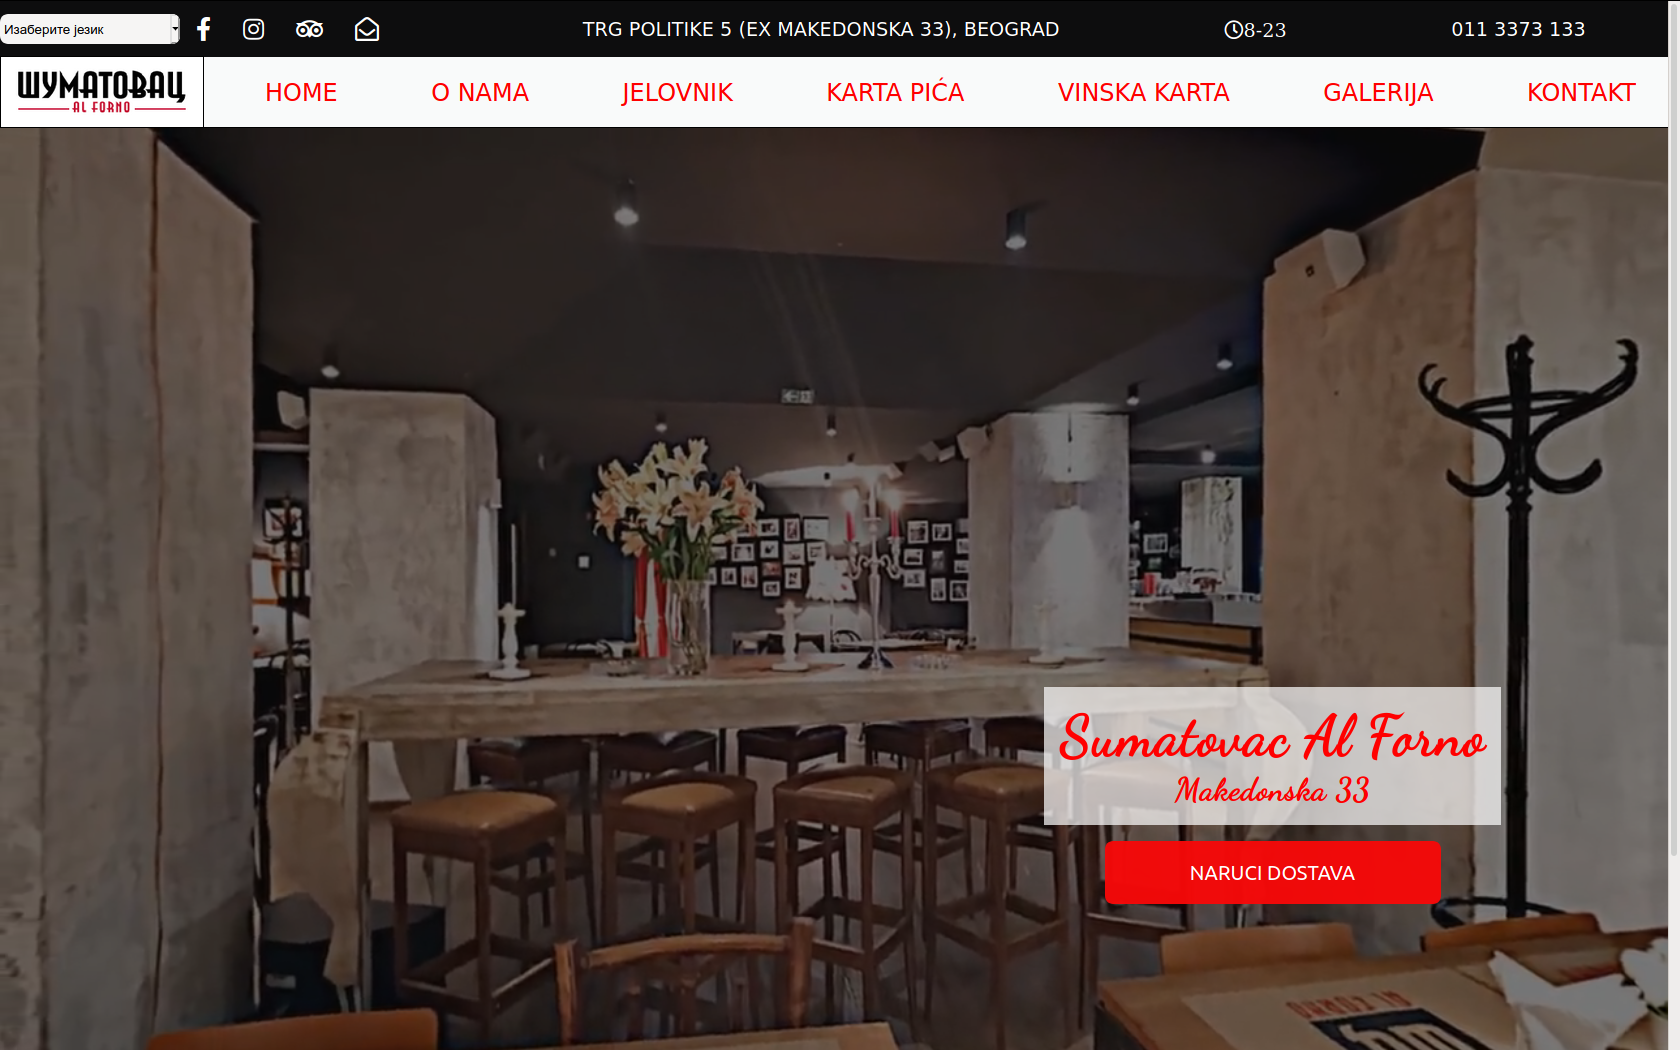 Изаберите језик
TRG POLITIKE 5 (EX MAKEDONSKA 33), BEOGRAD
8-23
011 3373 133
ШУМАТОВАЦ
AL FORNO
HOME
O NAMA
JELOVNIK
KARTA PIĆA
VINSKA KARTA
GALERIJA
KONTAKT
Sumatovac Al Forno
Makedonska 33
NARUCI DOSTAVA